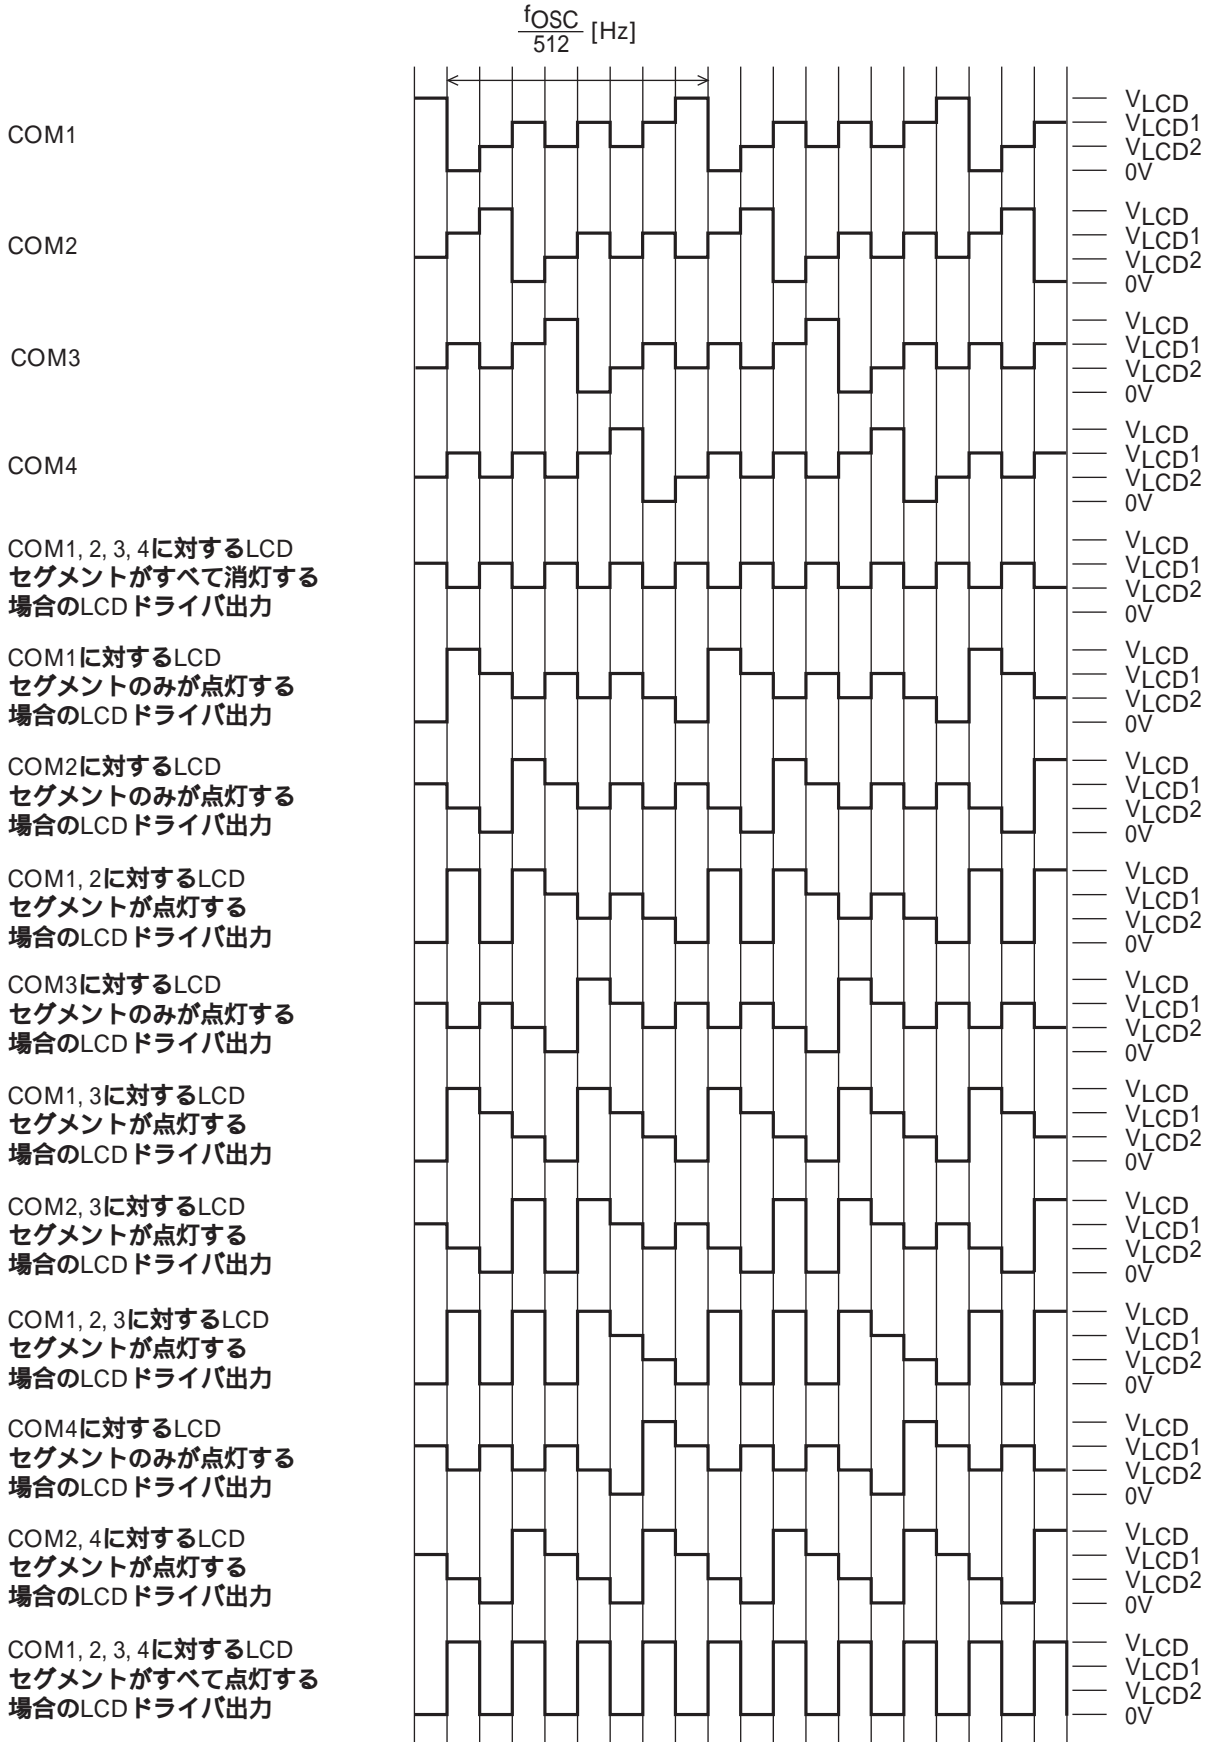 fOSC
512 [Hz]
COM1
VLCD
VLCD1
VLCD2
0V
COM2
VLCD
VLCD1
VLCD2
0V
COM3
VLCD
VLCD1
VLCD2
0V
COM4
VLCD
VLCD1
VLCD2
0V
COM1, 2, 3, 4に対するLCD
セグメントがすべて消灯する
場合のLCDドライバ出力
VLCD
VLCD1
VLCD2
0V
COM1に対するLCD
セグメントのみが点灯する
場合のLCDドライバ出力
VLCD
VLCD1
VLCD2
0V
COM2に対するLCD
セグメントのみが点灯する
場合のLCDドライバ出力
VLCD
VLCD1
VLCD2
0V
COM1, 2に対するLCD
セグメントが点灯する
場合のLCDドライバ出力
VLCD
VLCD1
VLCD2
0V
COM3に対するLCD
セグメントのみが点灯する
場合のLCDドライバ出力
VLCD
VLCD1
VLCD2
0V
COM1, 3に対するLCD
セグメントが点灯する
場合のLCDドライバ出力
VLCD
VLCD1
VLCD2
0V
COM2, 3に対するLCD
セグメントが点灯する
場合のLCDドライバ出力
VLCD
VLCD1
VLCD2
0V
COM1, 2, 3に対するLCD
セグメントが点灯する
場合のLCDドライバ出力
VLCD
VLCD1
VLCD2
0V
COM4に対するLCD
セグメントのみが点灯する
場合のLCDドライバ出力
VLCD
VLCD1
VLCD2
0V
COM2, 4に対するLCD
セグメントが点灯する
場合のLCDドライバ出力
VLCD
VLCD1
VLCD2
0V
COM1, 2, 3, 4に対するLCD
セグメントがすべて点灯する
場合のLCDドライバ出力
VLCD
VLCD1
VLCD2
0V